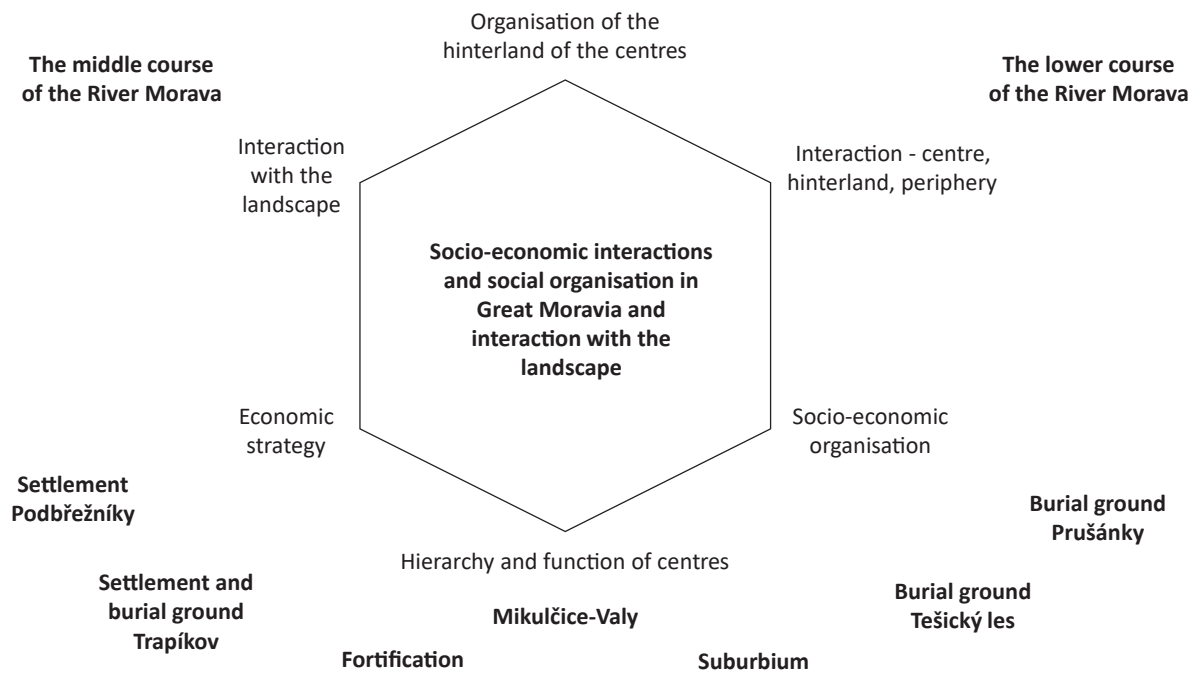 Organisation of the
hinterland of the centres
The middle course
of the River Morava
The lower course
of the River Morava
Interaction
with the
landscape
Interaction - centre,
hinterland, periphery
Socio-economic interactions
and social organisation in
Great Moravia and
interaction with the
landscape
Economic
strategy
Socio-economic
organisation
Settlement
Podbřežníky
Burial ground
Prušánky
Hierarchy and function of centres
Settlement and
burial ground
Trapíkov
Burial ground
Tešický les
Mikulčice-Valy
Fortification
Suburbium